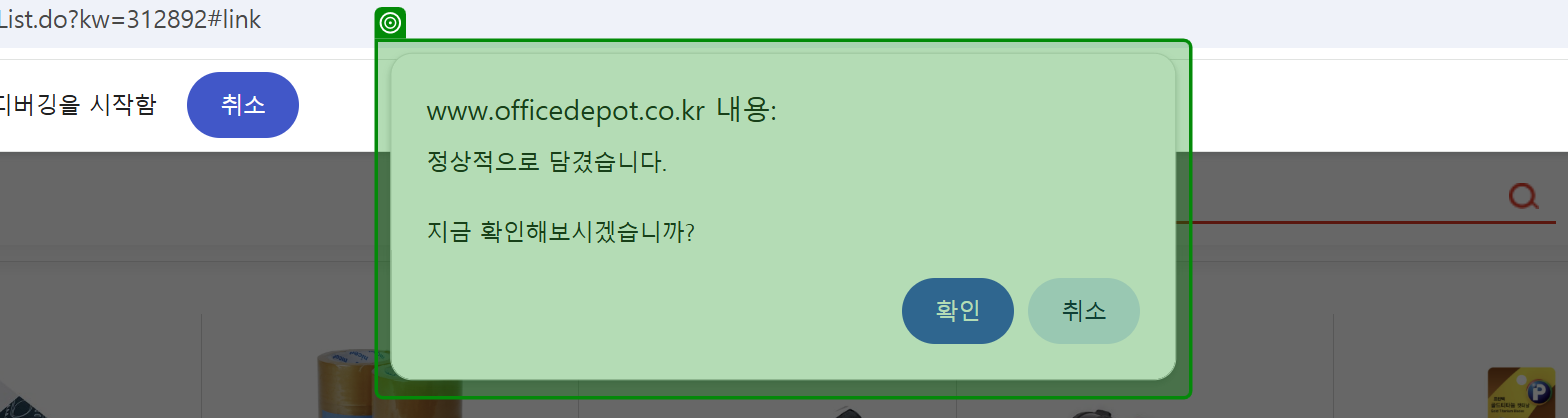 List.do?kw=312892#link
디버깅을 시작함
취소
www.officedepot.co.kr 내용:
정상적으로 담겼습니다.
지금 확인해보시겠습니까?
확인
취소